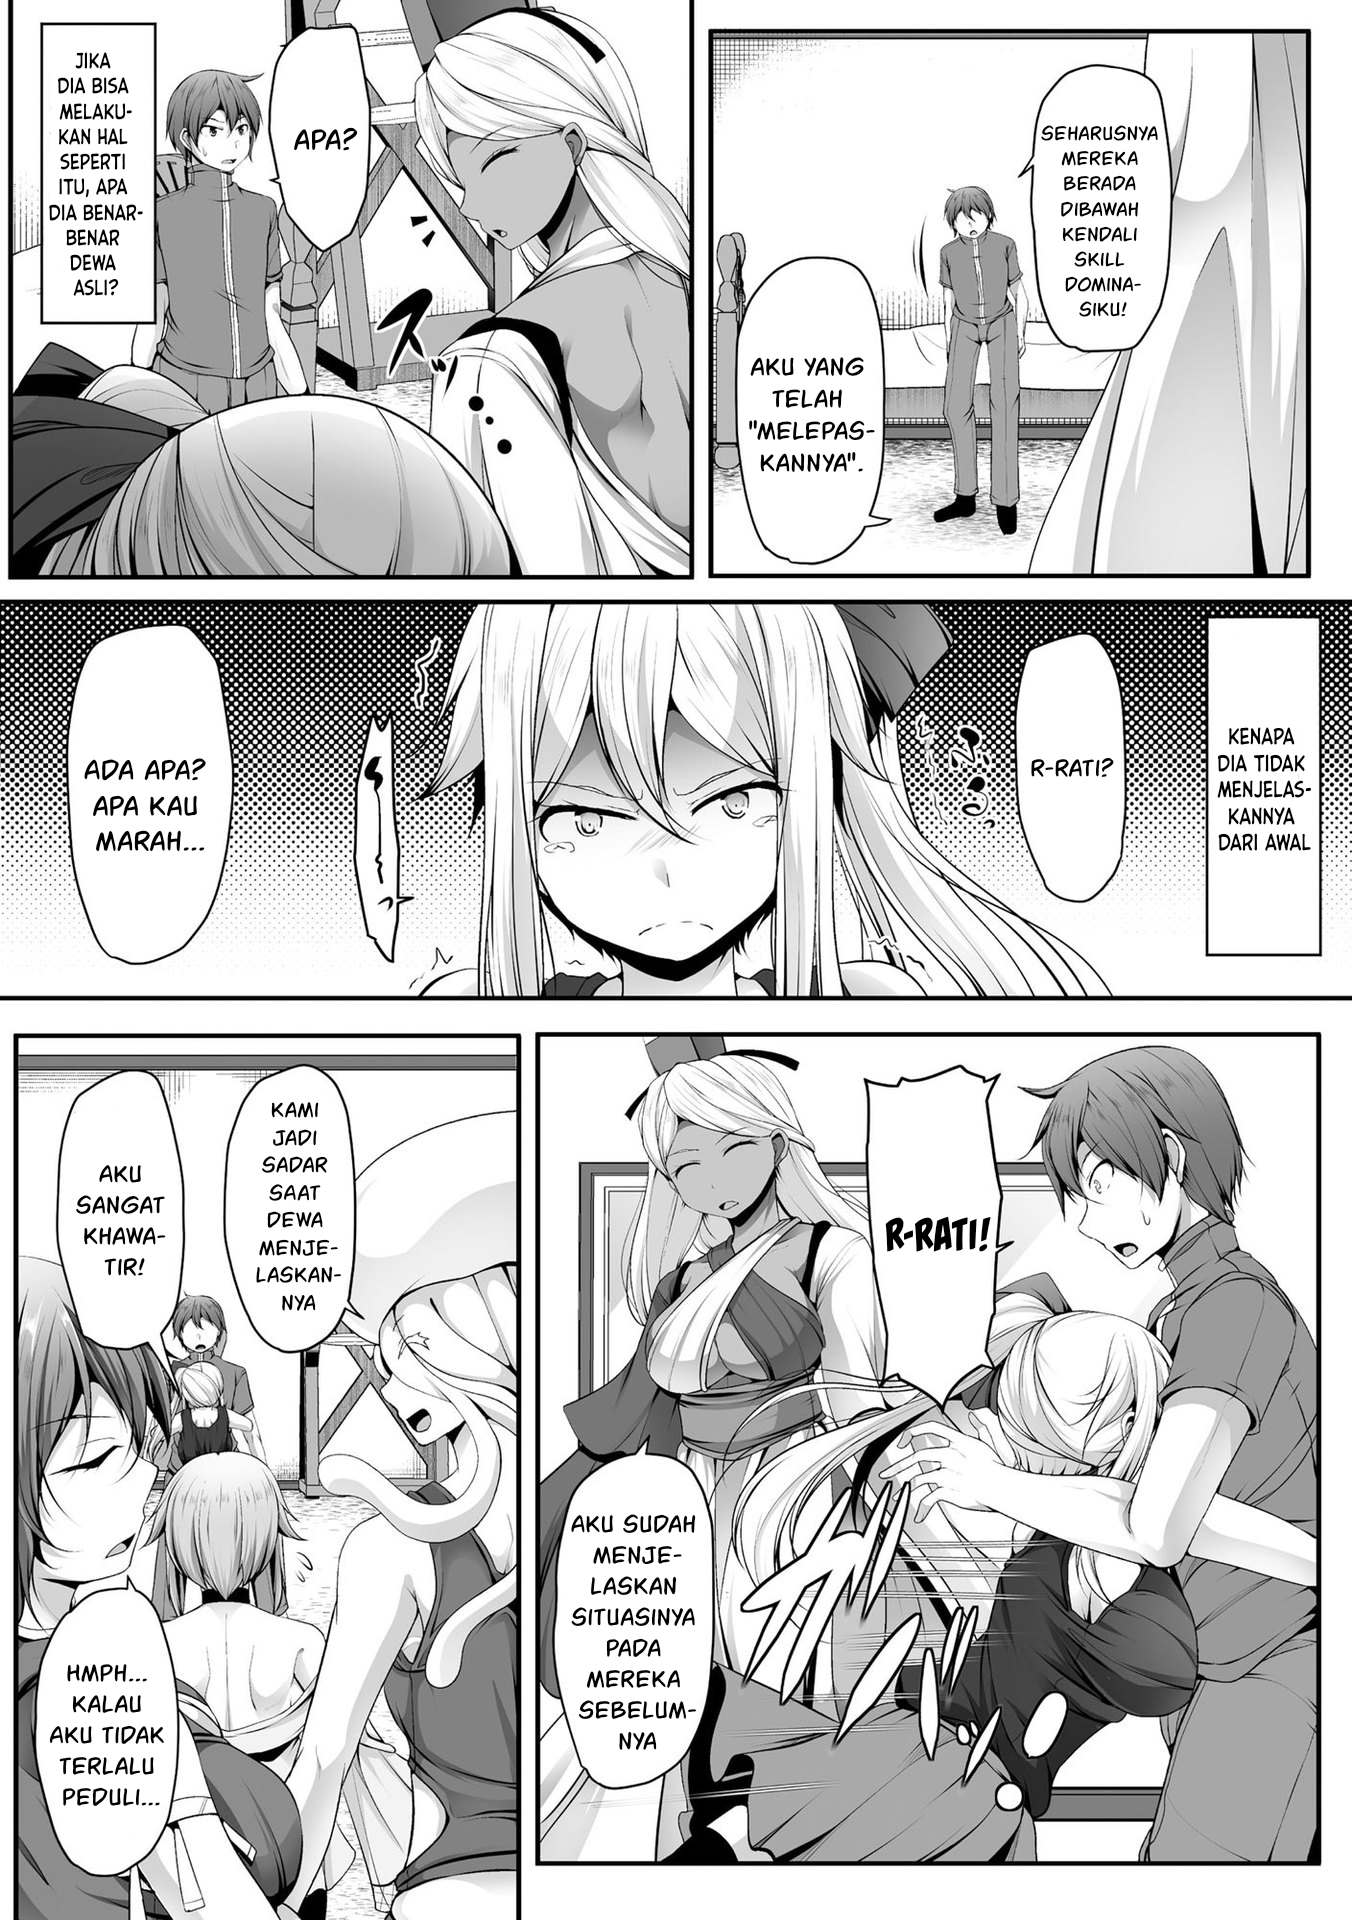 SEHARUSNYA
MEREKA
BERADA
DIBAWAH
KENDALI
SKILL
DOMINA-
SIKU!
AKU YANG
TELAH
"MELEPAS-
KANNYA".
APA?
JIKA
DIA BISA
MELAKU-
KAN HAL
SEPERTI
ITU, APA
DIA BENAR-
BENAR
DEWA
ASLI?
KENAPA
DIA TIDAK
MENJELAS-
KANNYA
DARI AWAL
R-RATI?
ADA APA?
APA KAU
MARAH...
R-RATI!
AKU SUDAH
MENJE-
LASKAN
SITUASINYA
PADA
MEREKA
SEBELUM-
NYA
KAMI
JADI
SADAR
SAAT
DEWA
MENJE-
LASKAN-
NYA
AKU
SANGAT
KHAWA-
TIR!
HMPH...
KALAU
AKU TIDAK
TERLALU
PEDULI...